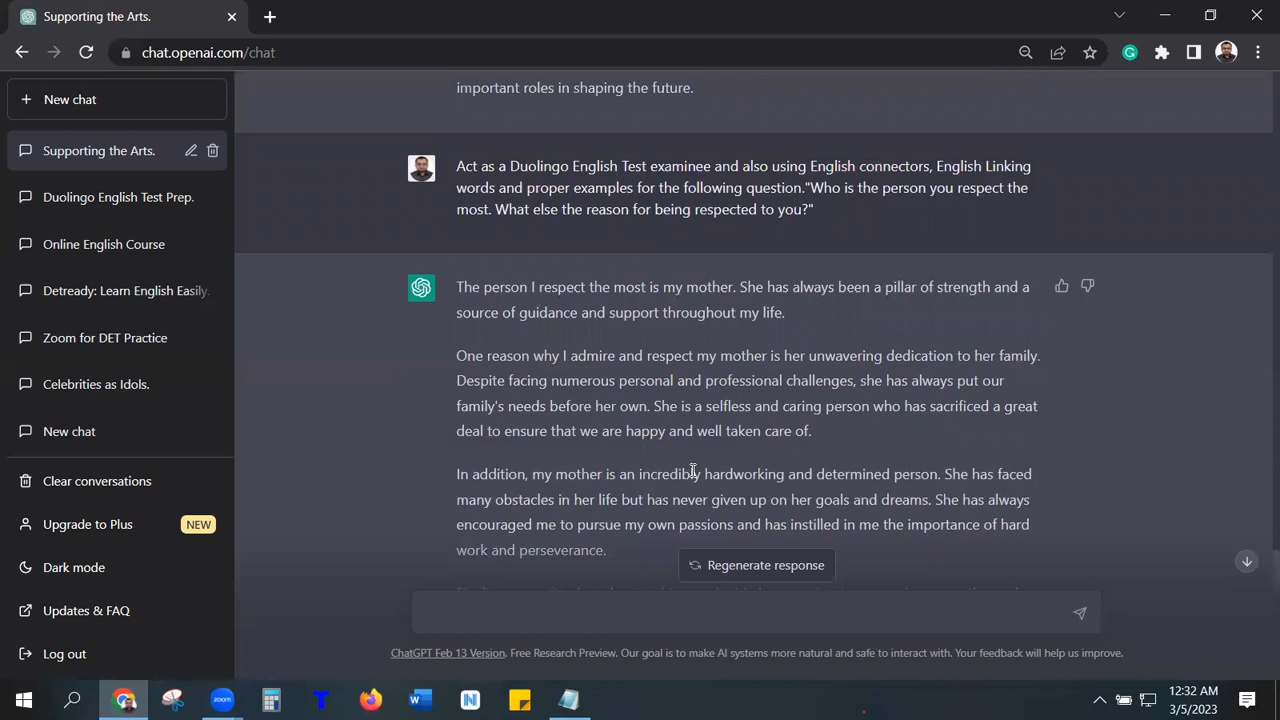 Supporting the Arts.
chat.openai.com/chat
New chat
Supporting the Arts.
Duolingo English Test Prep.
Online English Course
Detready: Learn English Easily.
Zoom for DET Practice
Celebrities as Idols.
New chat
Clear conversations
Upgrade to Plus NEW
Dark mode
Updates & FAQ
Log out
important roles in shaping the future.
Act as a Duolingo English Test examinee and also using English connectors, English Linking
words and proper examples for the following question."Who is the person you respect the
most. What else the reason for being respected to you?"
The person I respect the most is my mother. She has always been a pillar of strength and a
source of guidance and support throughout my life.
One reason why I admire and respect my mother is her unwavering dedication to her family.
Despite facing numerous personal and professional challenges, she has always put our
family's needs before her own. She is a selfless and caring person who has sacrificed a great
deal to ensure that we are happy and well taken care of.
In addition, my mother is an incredibly hardworking and determined person. She has faced
many obstacles in her life but has never given up on her goals and dreams. She has always
encouraged me to pursue my own passions and has instilled in me the importance of hard
work and perseverance.
Regenerate response
ChatGPT Feb 13 Version. Free Research Preview. Our goal is to make AI systems more natural and safe to interact with. Your feedback will help us improve.
zoom
12:32 AM
3/5/2023